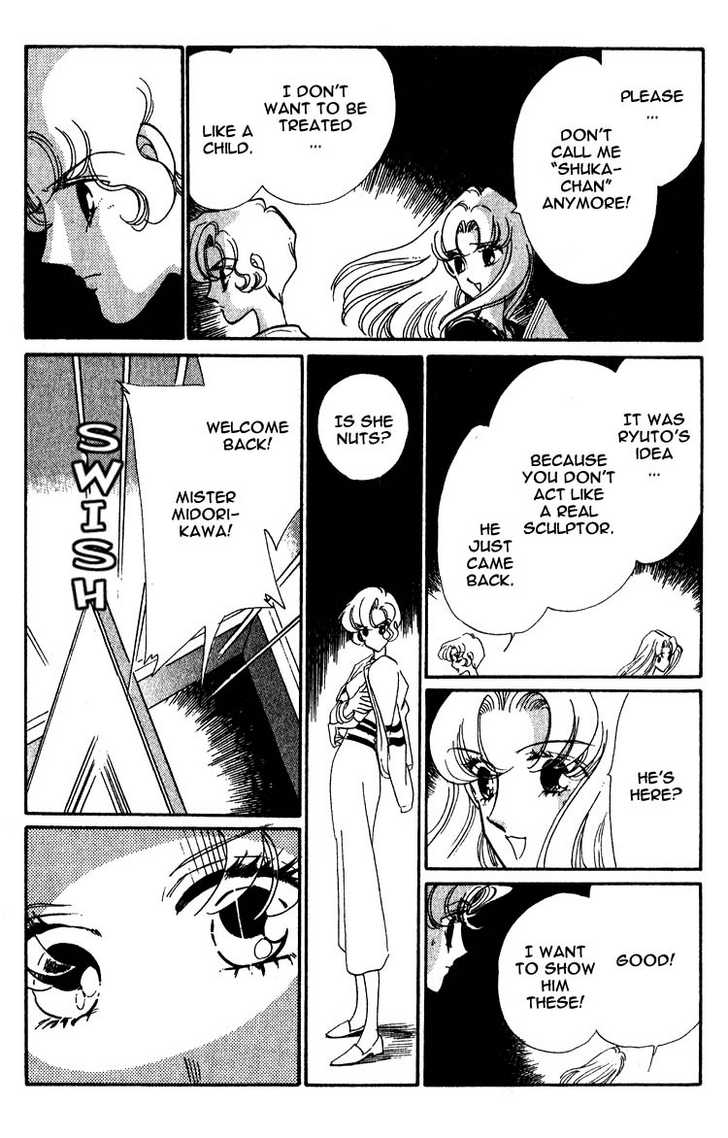 PLEASE
...
DON'T
CALL ME
"SHUKA-
CHAN"
ANYMORE!
I DON'T
WANT TO BE
TREATED
...
LIKE A
CHILD.
IT WAS
RYUTO'S
IDEA
...
BECAUSE
YOU DON'T
ACT LIKE
A REAL
SCULPTOR.
HE
JUST
CAME
BACK.
HE'S
HERE?
GOOD!
I WANT
TO SHOW
HIM
THESE!
IS SHE
NUTS?
WELCOME
BACK!
MISTER
MIDORI-
KAWA!
SWISH